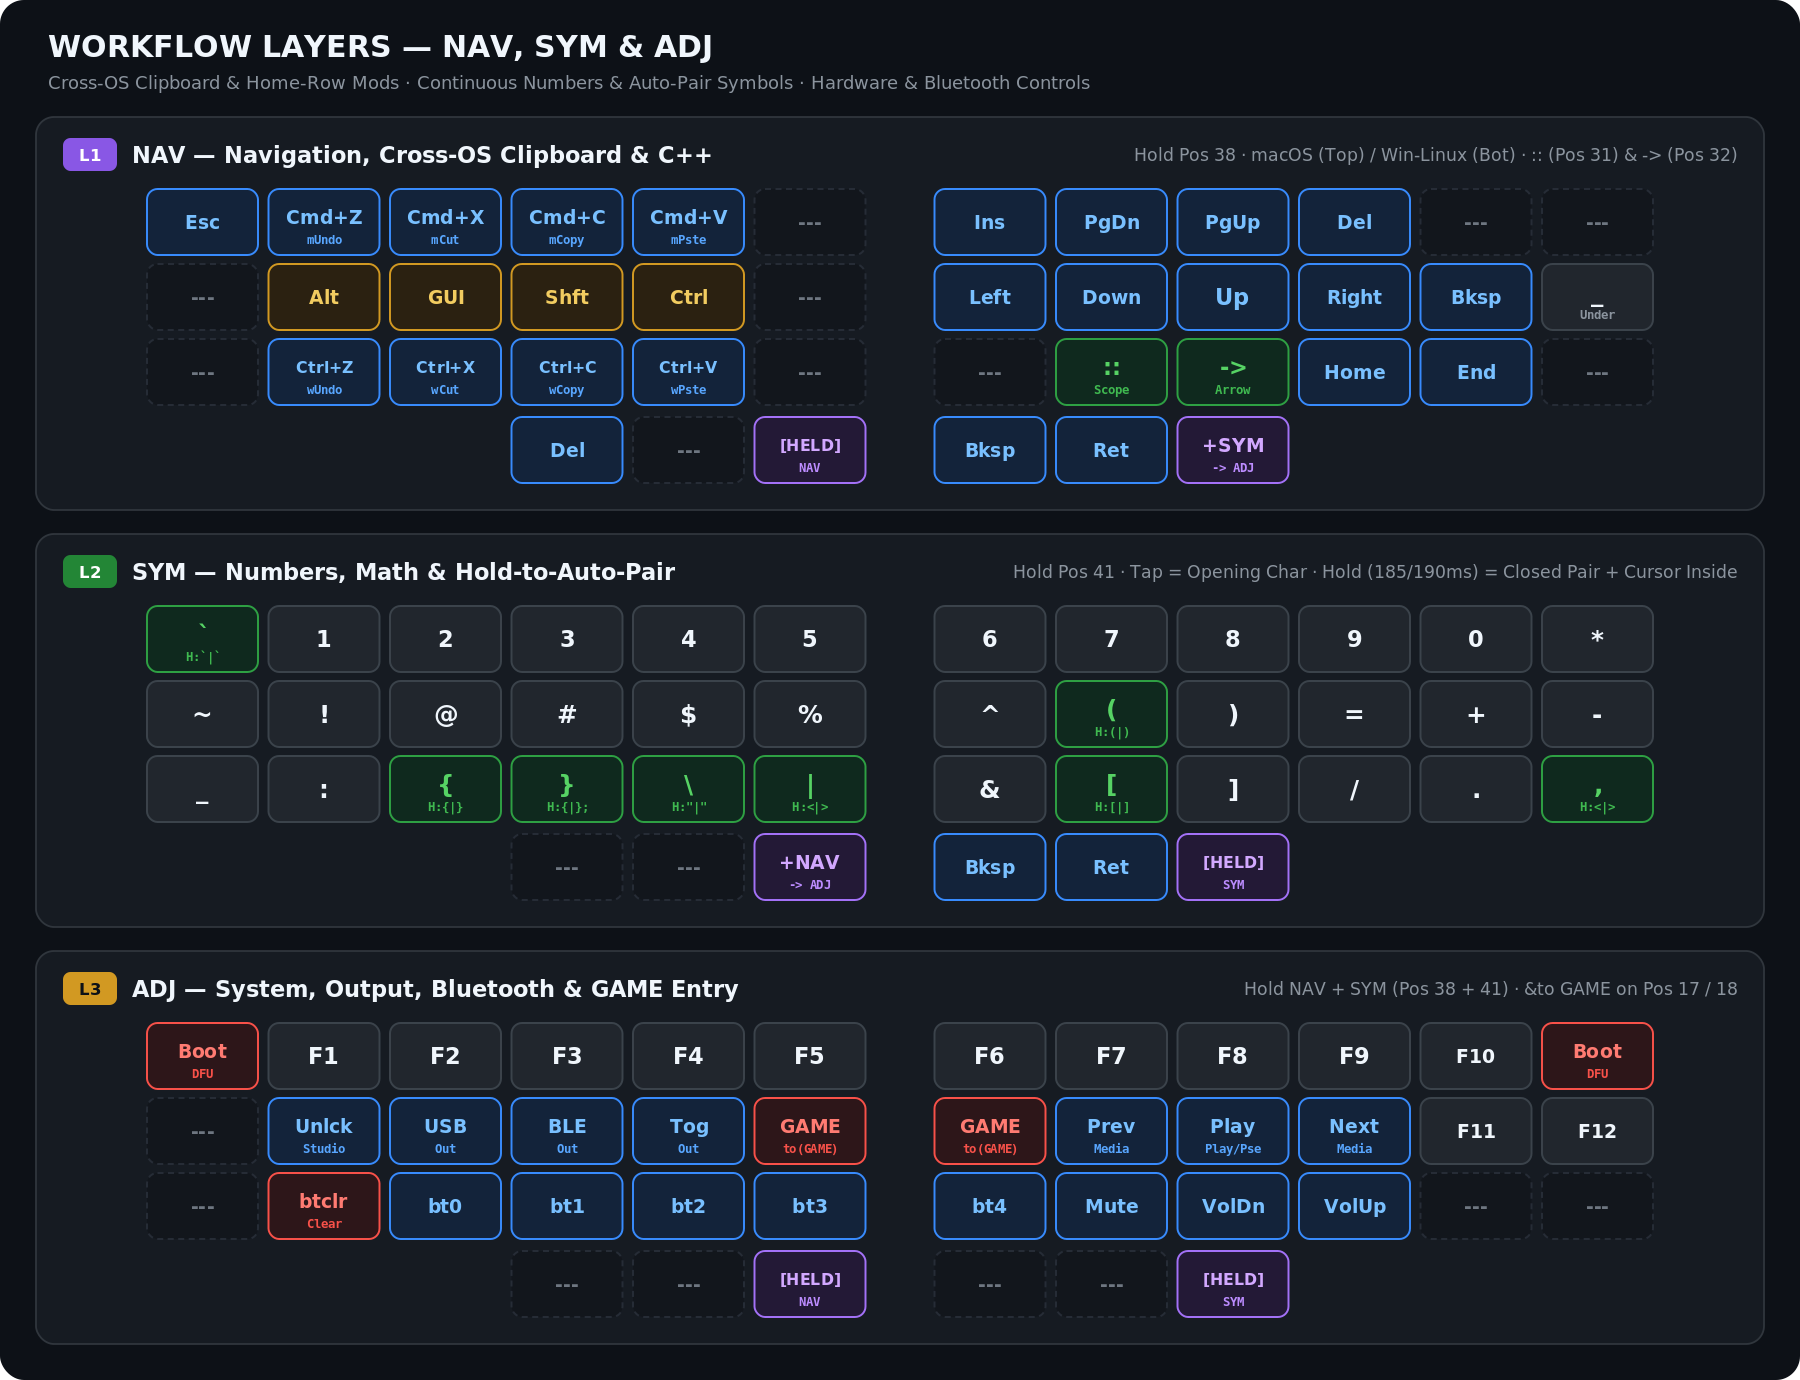 WORKFLOW LAYERS — NAV, SYM & ADJ
Cross-OS Clipboard & Home-Row Mods · Continuous Numbers & Auto-Pair Symbols · Hardware & Bluetooth Controls
L1 NAV — Navigation, Cross-OS Clipboard & C++ Hold Pos 38 · macOS (Top) / Win-Linux (Bot) · :: (Pos 31) & -> (Pos 32)
Esc Cmd+Z Cmd+X Cmd+C Cmd+V --- Ins PgDn PgUp Del --- ---
mUndo mCut mCopy mPste
--- Alt GUI Shft Ctrl --- Left Down Up Right Bksp _
Under
--- Ctrl+Z Ctrl+X Ctrl+C Ctrl+V --- --- :: -> Home End ---
wUndo wCut wCopy wPste Scope Arrow
Del --- [HELD] Bksp Ret +SYM
NAV -> ADJ
L2 SYM — Numbers, Math & Hold-to-Auto-Pair Hold Pos 41 · Tap = Opening Char · Hold (185/190ms) = Closed Pair + Cursor Inside
` 1 2 3 4 5 6 7 8 9 0 *
H:`|`
~ ! @ # $ % ^ ( ) = + -
H:(|)
_ : { } \ | & [ ] / . ,
H:{|} H:{|}; H:"|" H:<|> H:[|] H:<|>
--- --- +NAV Bksp Ret [HELD]
-> ADJ SYM
L3 ADJ — System, Output, Bluetooth & GAME Entry Hold NAV + SYM (Pos 38 + 41) · &to GAME on Pos 17 / 18
Boot F1 F2 F3 F4 F5 F6 F7 F8 F9 F10 Boot
DFU DFU
--- Unlck USB BLE Tog GAME GAME Prev Play Next F11 F12
Studio Out Out Out to(GAME) to(GAME) Media Play/Pse Media
--- btclr bt0 bt1 bt2 bt3 bt4 Mute VolDn VolUp --- ---
Clear
--- --- [HELD] --- --- [HELD]
NAV SYM